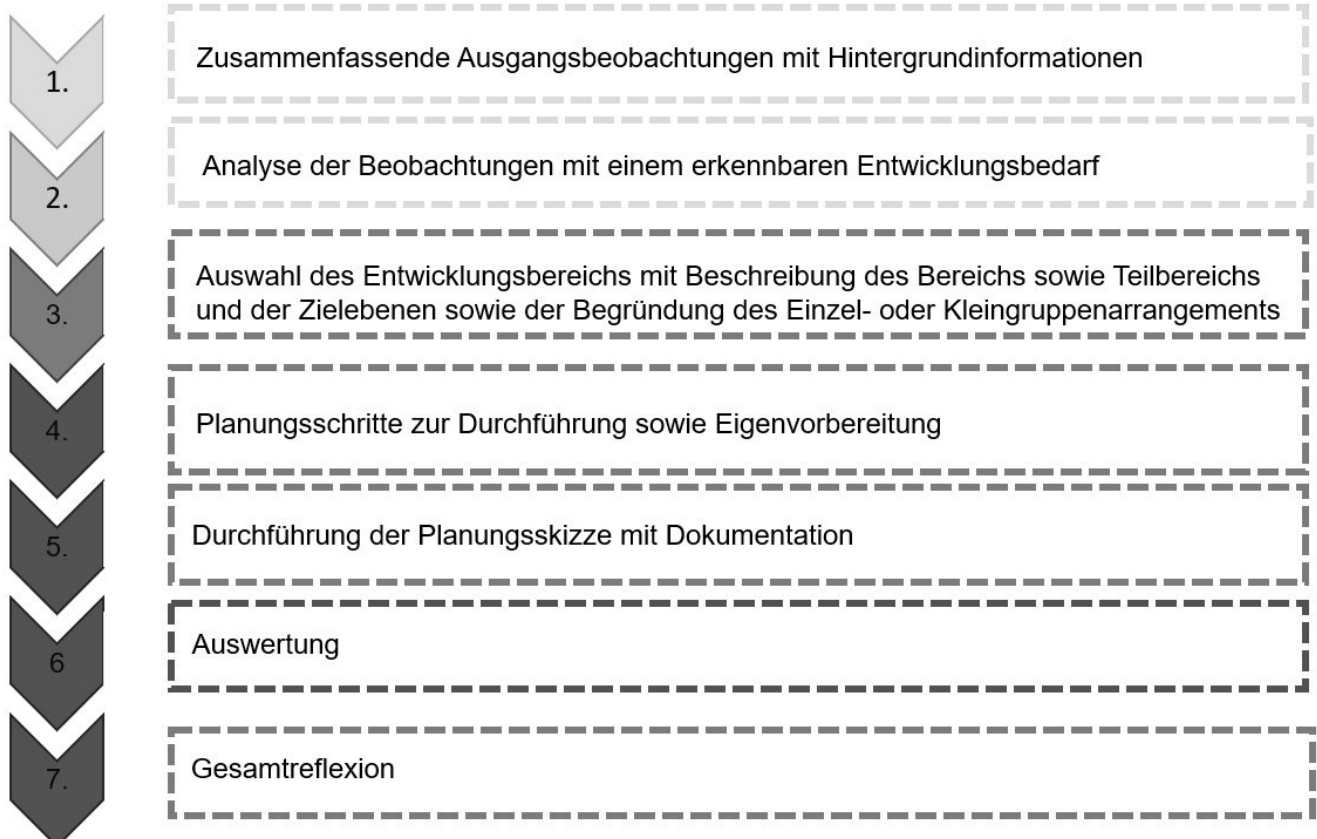 1.
Zusammenfassende Ausgangsbeobachtungen mit Hintergrundinformationen
2.
Analyse der Beobachtungen mit einem erkennbaren Entwicklungsbedarf
3.
Auswahl des Entwicklungsbereichs mit Beschreibung des Bereichs sowie Teilbereichs
und der Zielebenen sowie der Begründung des Einzel- oder Kleingruppenarrangements
4.
Planungsschritte zur Durchführung sowie Eigenvorbereitung
5.
Durchführung der Planungsskizze mit Dokumentation
6
Auswertung
7.
Gesamtreflexion